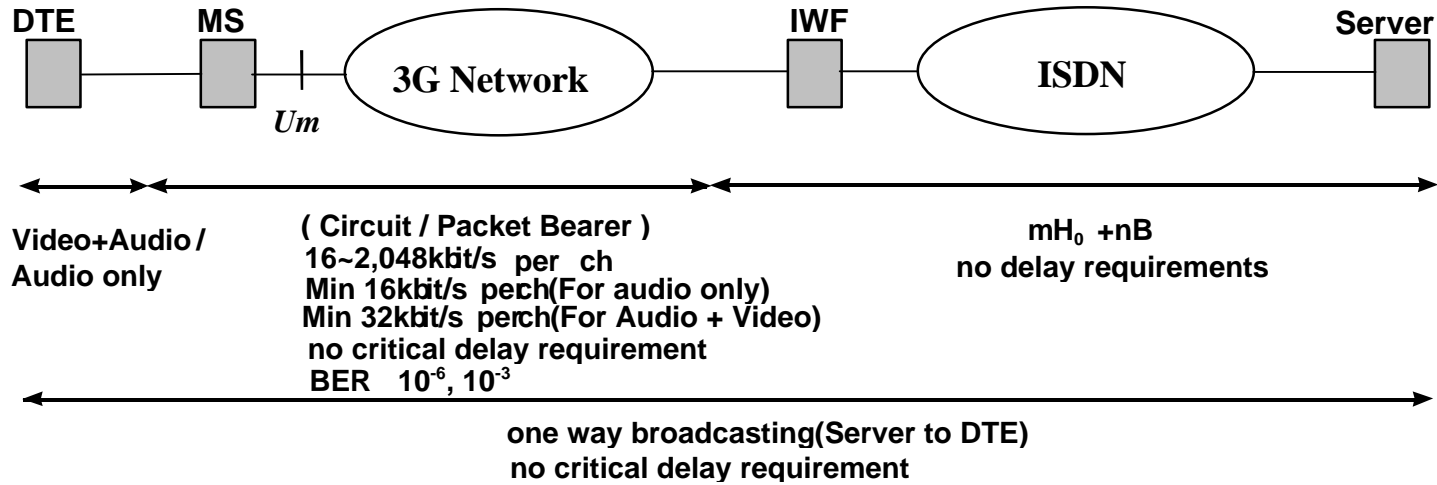 DTE
MS
IWF
Server
3G Network
ISDN
Um
Video+Audio /
Audio only
( Circuit / Packet Bearer )
16~2,048kbit/s per ch
Min 16kbit/s perch(For audio only)
Min 32kbit/s perch(For Audio + Video)
no critical delay requirement
BER 10⁻⁶, 10⁻³
mH₀ +nB
no delay requirements
one way broadcasting(Server to DTE)
no critical delay requirement